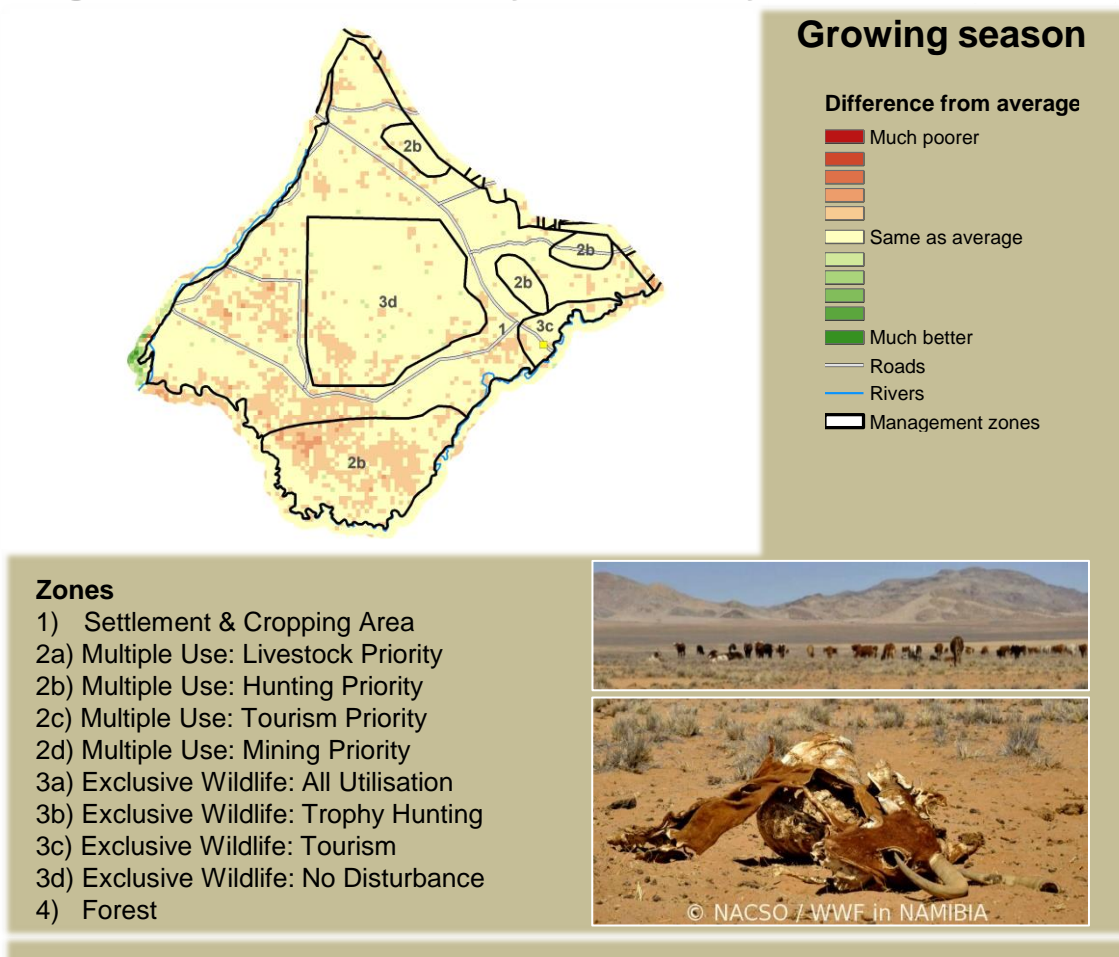 Growing season
Difference from average
Much poorer
Same as average
Much better
Roads
Rivers
Management zones
2b
2b
2b
3d
3c
1
2b
Zones
1) Settlement & Cropping Area
2a) Multiple Use: Livestock Priority
2b) Multiple Use: Hunting Priority
2c) Multiple Use: Tourism Priority
2d) Multiple Use: Mining Priority
3a) Exclusive Wildlife: All Utilisation
3b) Exclusive Wildlife: Trophy Hunting
3c) Exclusive Wildlife: Tourism
3d) Exclusive Wildlife: No Disturbance
4) Forest
© NACSO / WWF in NAMIBIA